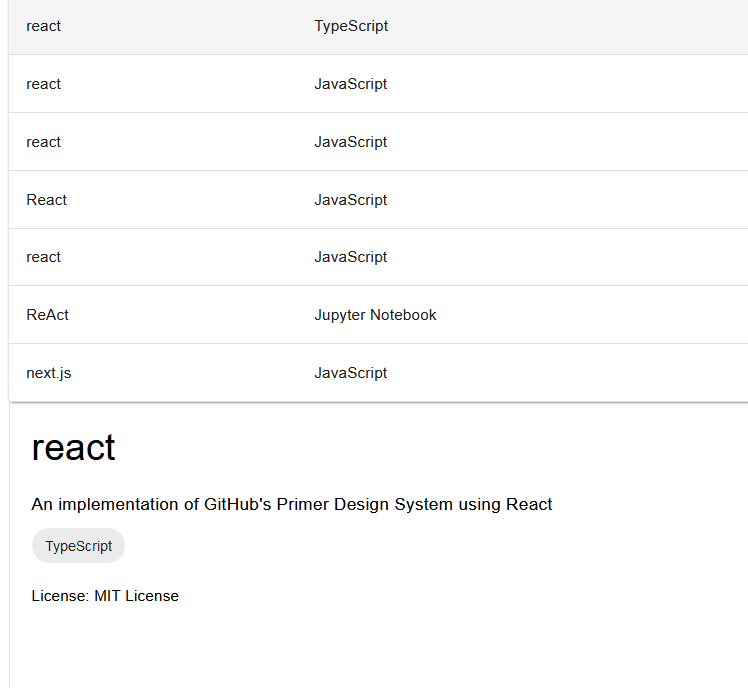 react TypeScript
react JavaScript
react JavaScript
React JavaScript
react JavaScript
ReAct Jupyter Notebook
next.js JavaScript
react
An implementation of GitHub's Primer Design System using React
TypeScript
License: MIT License